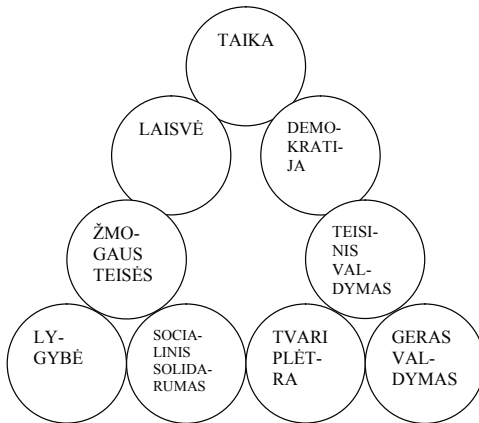 TAIKA
LAISVĖ
DEMO-
KRATI-
JA
ŽMO-
GAUS
TEISĖS
TEISI-
NIS
VAL-
DYMAS
LY-
GYBĖ
SOCIA-
LINIS
SOLIDA-
RUMAS
TVARI
PLĖT-
RA
GERAS
VAL-
DYMAS